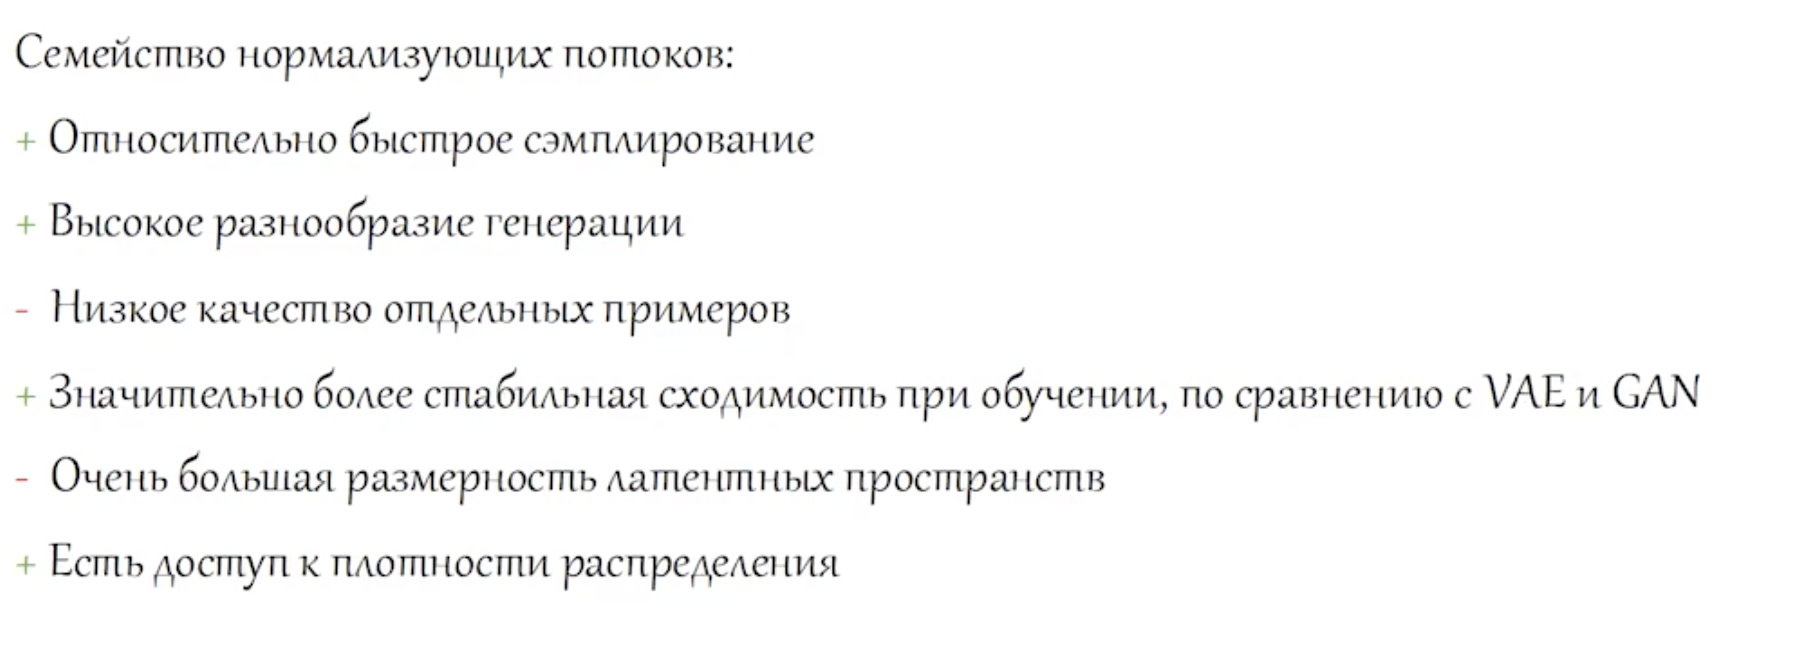 Семейство нормализующих потоков:
+ Относительно быстрое сэмплирование
+ Высокое разнообразие генерации
- Низкое качество отдельных примеров
+ Значительно более стабильная сходимость при обучении, по сравнению с VAE и GAN
- Очень большая размерность латентных пространств
+ Есть доступ к плотности распределения